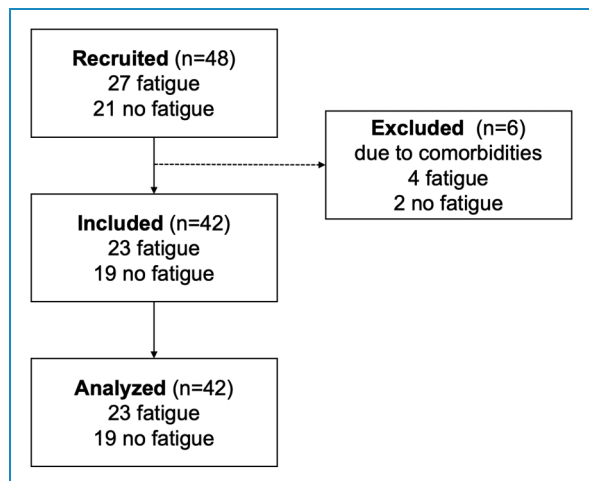 Recruited (n=48)
27 fatigue
21 no fatigue
Excluded (n=6)
due to comorbidities
4 fatigue
2 no fatigue
Included (n=42)
23 fatigue
19 no fatigue
Analyzed (n=42)
23 fatigue
19 no fatigue